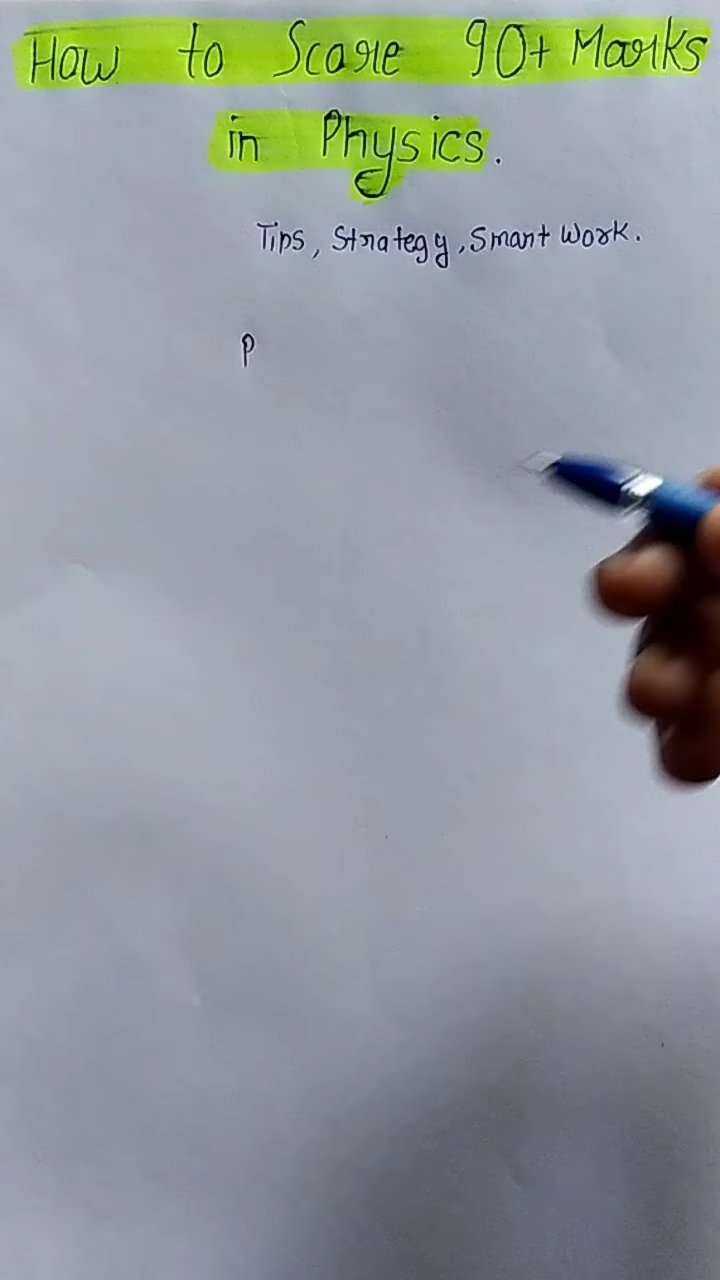 How to Score 90+ Marks
in Physics.
Tips, Strategy, Smart Work.
P